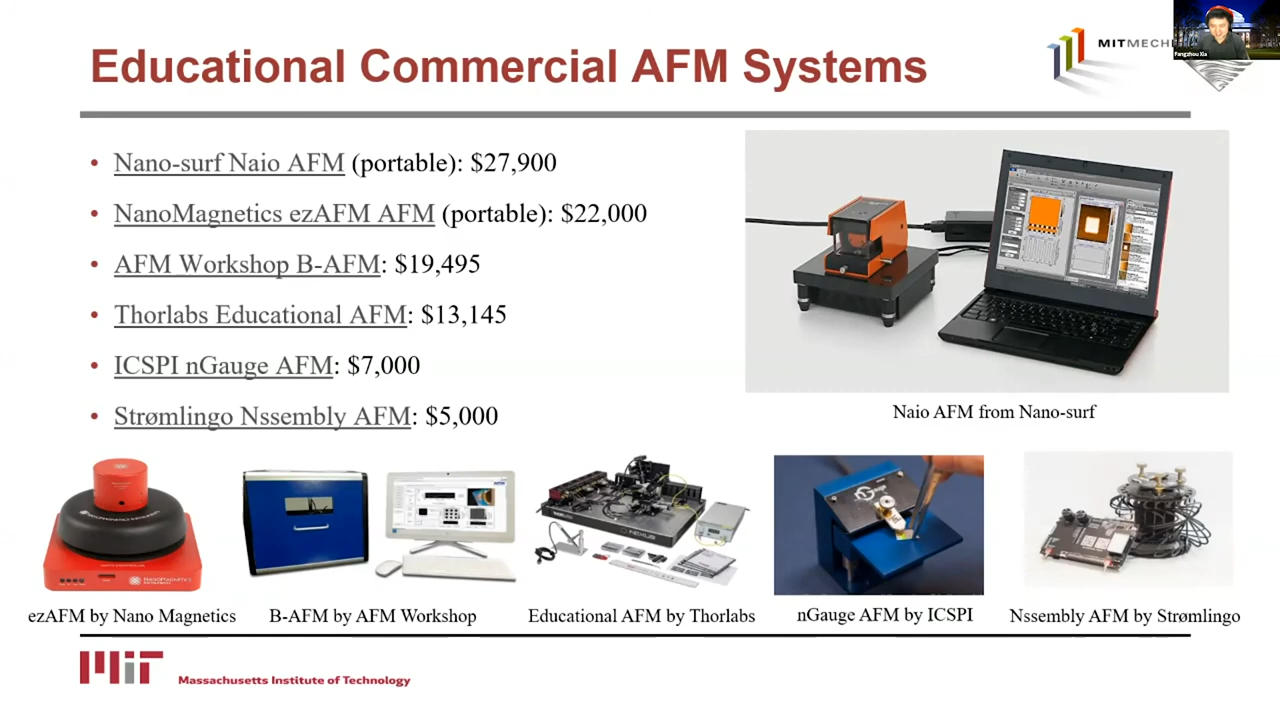 Educational Commercial AFM Systems
MITMECHE
Fangzhou Xia
• Nano-surf Naio AFM (portable): $27,900
• NanoMagnetics ezAFM AFM (portable): $22,000
• AFM Workshop B-AFM: $19,495
• Thorlabs Educational AFM: $13,145
• ICSPI nGauge AFM: $7,000
• Strømlingo Nssembly AFM: $5,000
Naio AFM from Nano-surf
NEXUS
ezAFM by Nano Magnetics
B-AFM by AFM Workshop
Educational AFM by Thorlabs
nGauge AFM by ICSPI
Nssembly AFM by Strømlingo
MIT
Massachusetts Institute of Technology